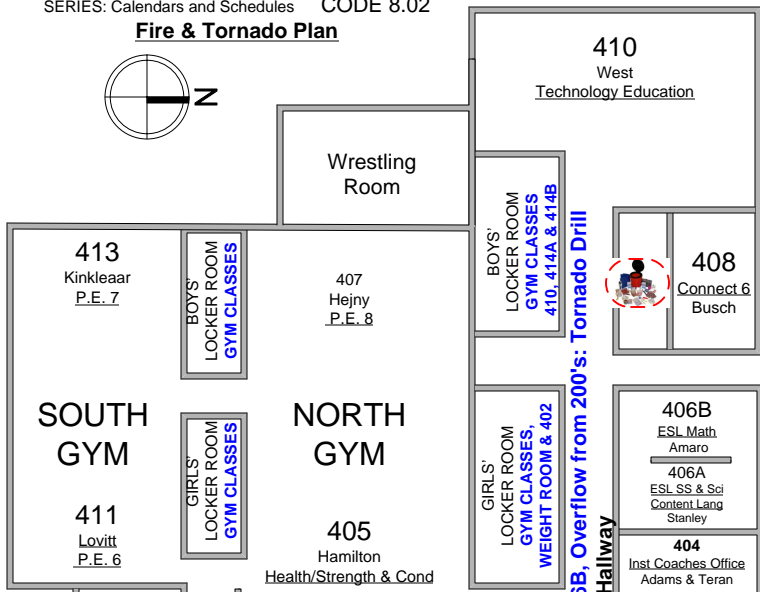 SERIES: Calendars and Schedules CODE 8.02
Fire & Tornado Plan
N
410
West
Technology Education
Wrestling
Room
BOYS'
LOCKER ROOM
GYM CLASSES
410, 414A & 414B
413
Kinkleaar
P.E. 7
BOYS'
LOCKER ROOM
GYM CLASSES
407
Hejny
P.E. 8
408
Connect 6
Busch
SOUTH
GYM
NORTH
GYM
GIRLS'
LOCKER ROOM
GYM CLASSES
GIRLS'
LOCKER ROOM
GYM CLASSES,
WEIGHT ROOM & 402
6B, Overflow from 200's: Tornado Drill
Hallway
406B
ESL Math
Amaro
406A
ESL SS & Sci
Content Lang
Stanley
411
Lovitt
P.E. 6
405
Hamilton
Health/Strength & Cond
404
Inst Coaches Office
Adams & Teran